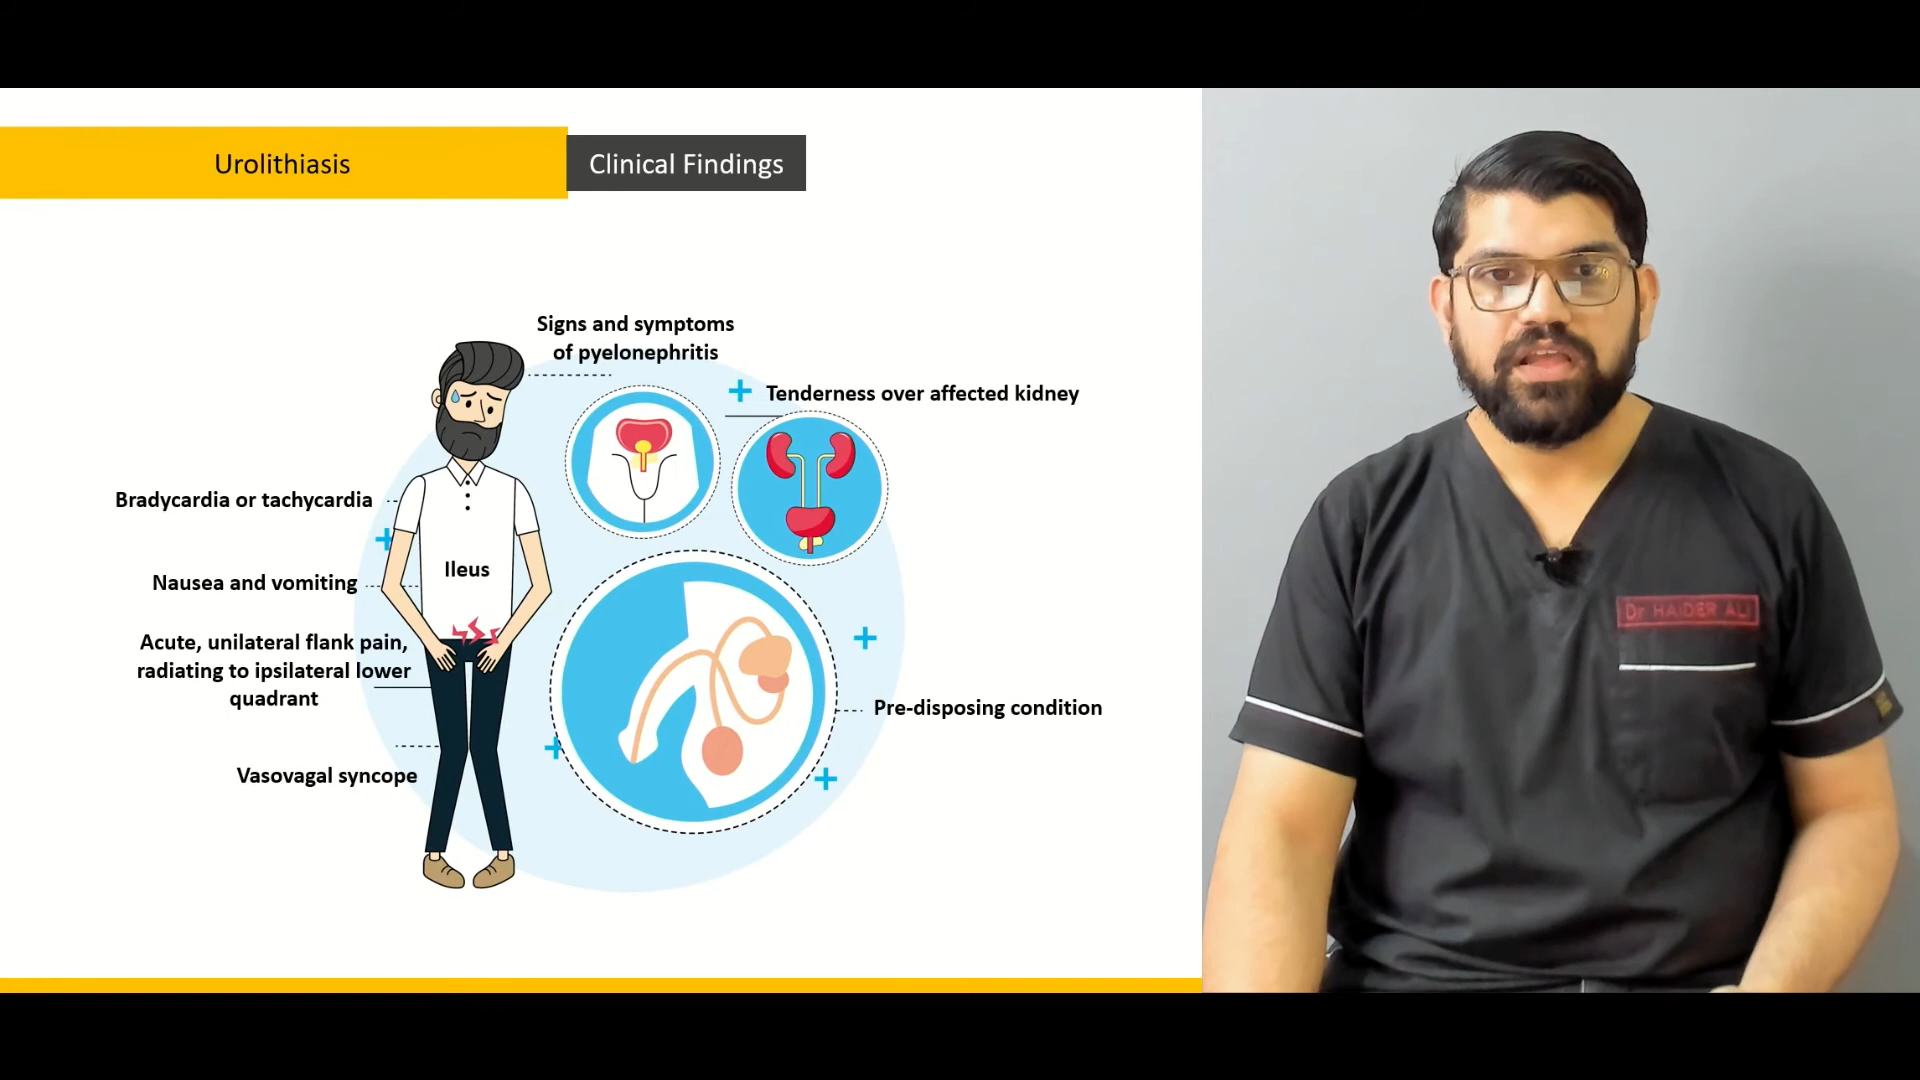 Urolithiasis
Clinical Findings
Signs and symptoms
of pyelonephritis
Tenderness over affected kidney
Bradycardia or tachycardia
Ileus
Nausea and vomiting
Acute, unilateral flank pain,
radiating to ipsilateral lower
quadrant
Pre-disposing condition
Vasovagal syncope
Dr HAIDER ALI